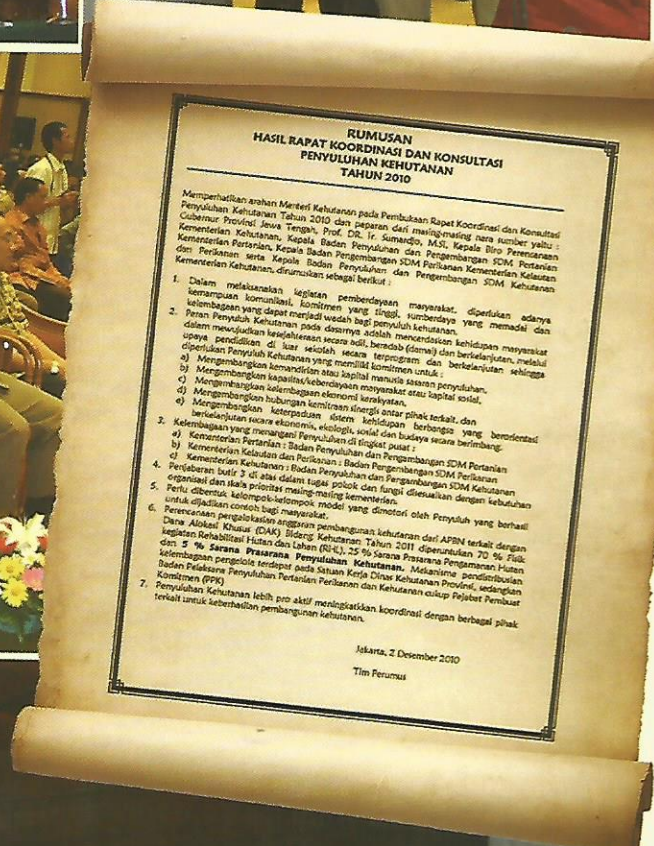 RUMUSAN
HASIL RAPAT KOORDINASI DAN KONSULTASI
PENYULUHAN KEHUTANAN
TAHUN 2010
Memperhatikan arahan Menteri Kehutanan pada Pembukaan Rapat Koordinasi dan Konsultasi
Penyuluhan Kehutanan Tahun 2010 dan paparan dari masing-masing nara sumber yaitu :
Gubernur Provinsi Jawa Tengah, Prof. DR. Ir. Sumardjo, M.Si, Kepala Biro Perencanaan
Kementerian Kehutanan, Kepala Badan Penyuluhan dan Pengembangan SDM Pertanian
Kementerian Pertanian, Kepala Badan Pengembangan SDM Perikanan Kementerian Kelautan
dan Perikanan serta Kepala Badan Penyuluhan dan Pengembangan SDM Kehutanan
Kementerian Kehutanan, dirumuskan sebagai berikut :
1. Dalam melaksanakan kegiatan pemberdayaan masyarakat, diperlukan adanya
kemampuan komunikasi, komitmen yang tinggi, sumberdaya yang memadai dan
kelembagaan yang dapat menjadi wadah bagi penyuluh kehutanan.
2. Peran Penyuluh Kehutanan pada dasarnya adalah mencerdaskan kehidupan masyarakat
dalam mewujudkan kesejahteraan secara adil, beradab (damai) dan berkelanjutan, melalui
upaya pendidikan di luar sekolah secara terprogram dan berkelanjutan sehingga
diperlukan Penyuluh Kehutanan yang memiliki komitmen untuk :
a) Mengembangkan kemandirian atau kapital manusia sasaran penyuluhan.
b) Mengembangkan kapasitas/keberdayaan masyarakat atau kapital sosial,
c) Mengembangkan kelembagaan ekonomi kerakyatan,
d) Mengembangkan hubungan kemitraan sinergis antar pihak terkait, dan
e) Mengembangkan keterpaduan sistem kehidupan berbangsa yang berorientasi
berkelanjutan secara ekonomis, ekologis, sosial dan budaya secara berimbang.
3. Kelembagaan yang menangani Penyuluhan di tingkat pusat :
a) Kementerian Pertanian : Badan Penyuluhan dan Pengambangan SDM Pertanian
b) Kementerian Kelautan dan Perikanan : Badan Pengembangan SDM Perikanan
c) Kementerian Kehutanan : Badan Penyuluhan dan Pengambangan SDM Kehutanan
4. Penjabaran butir 3 di atas dalam tugas pokok dan fungsi disesuaikan dengan kebutuhan
organisasi dan skala prioritas masing-masing kementerian.
5. Perlu dibentuk kelompok-kelompok model yang dimotori oleh Penyuluh yang berhasil
untuk dijadikan contoh bagi masyarakat.
6. Perencanaan pengalokasian anggaran pembangunan kehutanan dari APBN terkait dengan
Dana Alokasi Khusus (DAK) Bidang Kehutanan Tahun 2011 diperuntukan 70 % Fisik
kegiatan Rehabilitasi Hutan dan Lahan (RHL), 25 % Sarana Prasarana Pengamanan Hutan
dan 5 % Sarana Prasarana Penyuluhan Kehutanan. Mekanisme pendistribusian
kelembagaan pengelola terdapat pada Satuan Kerja Dinas Kehutanan Provinsi, sedangkan
Badan Pelaksana Penyuluhan Pertanian Perikanan dan Kehutanan cukup Pejabat Pembuat
Komitmen (PPK)
7. Penyuluhan Kehutanan lebih pro aktif meningkatkan koordinasi dengan berbagai pihak
terkait untuk keberhasilan pembangunan kehutanan.
Jakarta, 2 Desember 2010
Tim Perumus